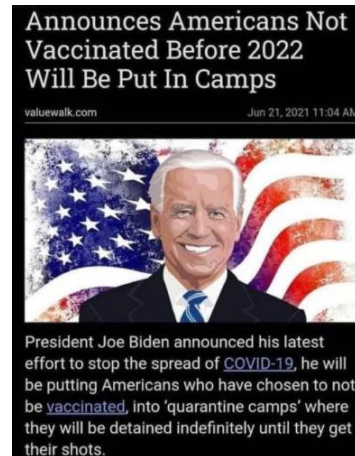 Announces Americans Not
Vaccinated Before 2022
Will Be Put In Camps
valuewalk.com Jun 21, 2021 11:04 AM
President Joe Biden announced his latest
effort to stop the spread of COVID-19, he will
be putting Americans who have chosen to not
be vaccinated, into 'quarantine camps' where
they will be detained indefinitely until they get
their shots.